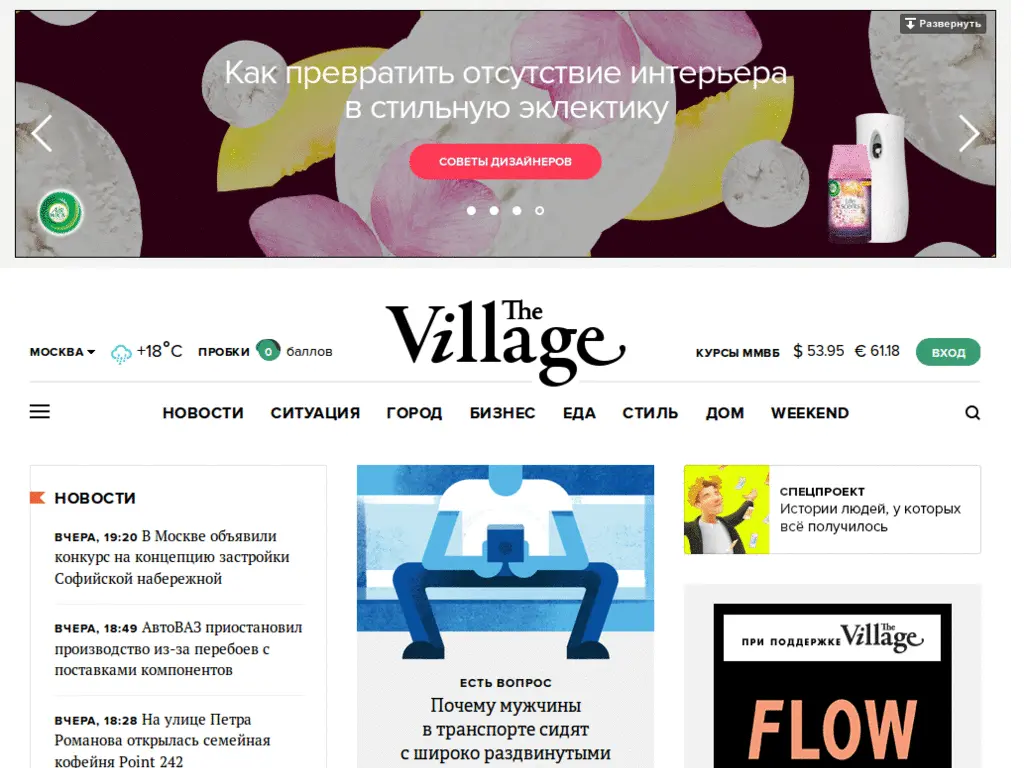 Развернуть
Как превратить отсутствие интерьера
в стильную эклектику
СОВЕТЫ ДИЗАЙНЕРОВ
The
Village
МОСКВА
+18°C
ПРОБКИ 0 баллов
КУРСЫ ММВБ $ 53.95 € 61.18
ВХОД
НОВОСТИ СИТУАЦИЯ ГОРОД БИЗНЕС ЕДА СТИЛЬ ДОМ WEEKEND
НОВОСТИ
ВЧЕРА, 19:20 В Москве объявили
конкурс на концепцию застройки
Софийской набережной
ВЧЕРА, 18:49 АвтоВАЗ приостановил
производство из-за перебоев с
поставками компонентов
ВЧЕРА, 18:28 На улице Петра
Романова открылась семейная
кофейня Point 242
ЕСТЬ ВОПРОС
Почему мужчины
в транспорте сидят
с широко раздвинутыми
СПЕЦПРОЕКТ
Истории людей, у которых
всё получилось
ПРИ ПОДДЕРЖКЕ The Village
FLOW